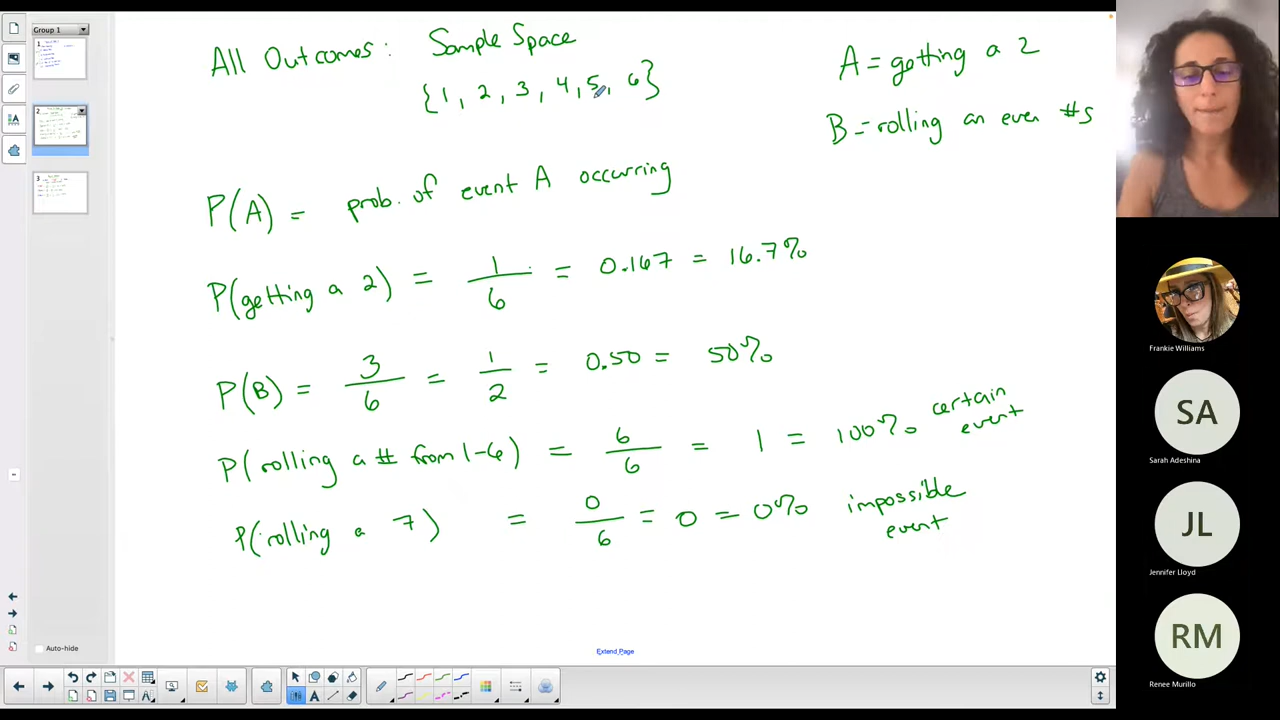 Group 1
1
2
3
All Outcomes: Sample Space
{1, 2, 3, 4, 5, 6}
A = getting a 2
B = rolling an even #s
P(A) = prob. of event A occurring
P(getting a 2) = 1/6 = 0.167 = 16.7%
P(B) = 3/6 = 1/2 = 0.50 = 50%
P(rolling a # from 1-6) = 6/6 = 1 = 100% certain event
P(rolling a 7) = 0/6 = 0 = 0% impossible event
Extend Page
Auto-hide
Frankie Williams
SA
Sarah Adeshina
JL
Jennifer Lloyd
RM
Renee Murillo